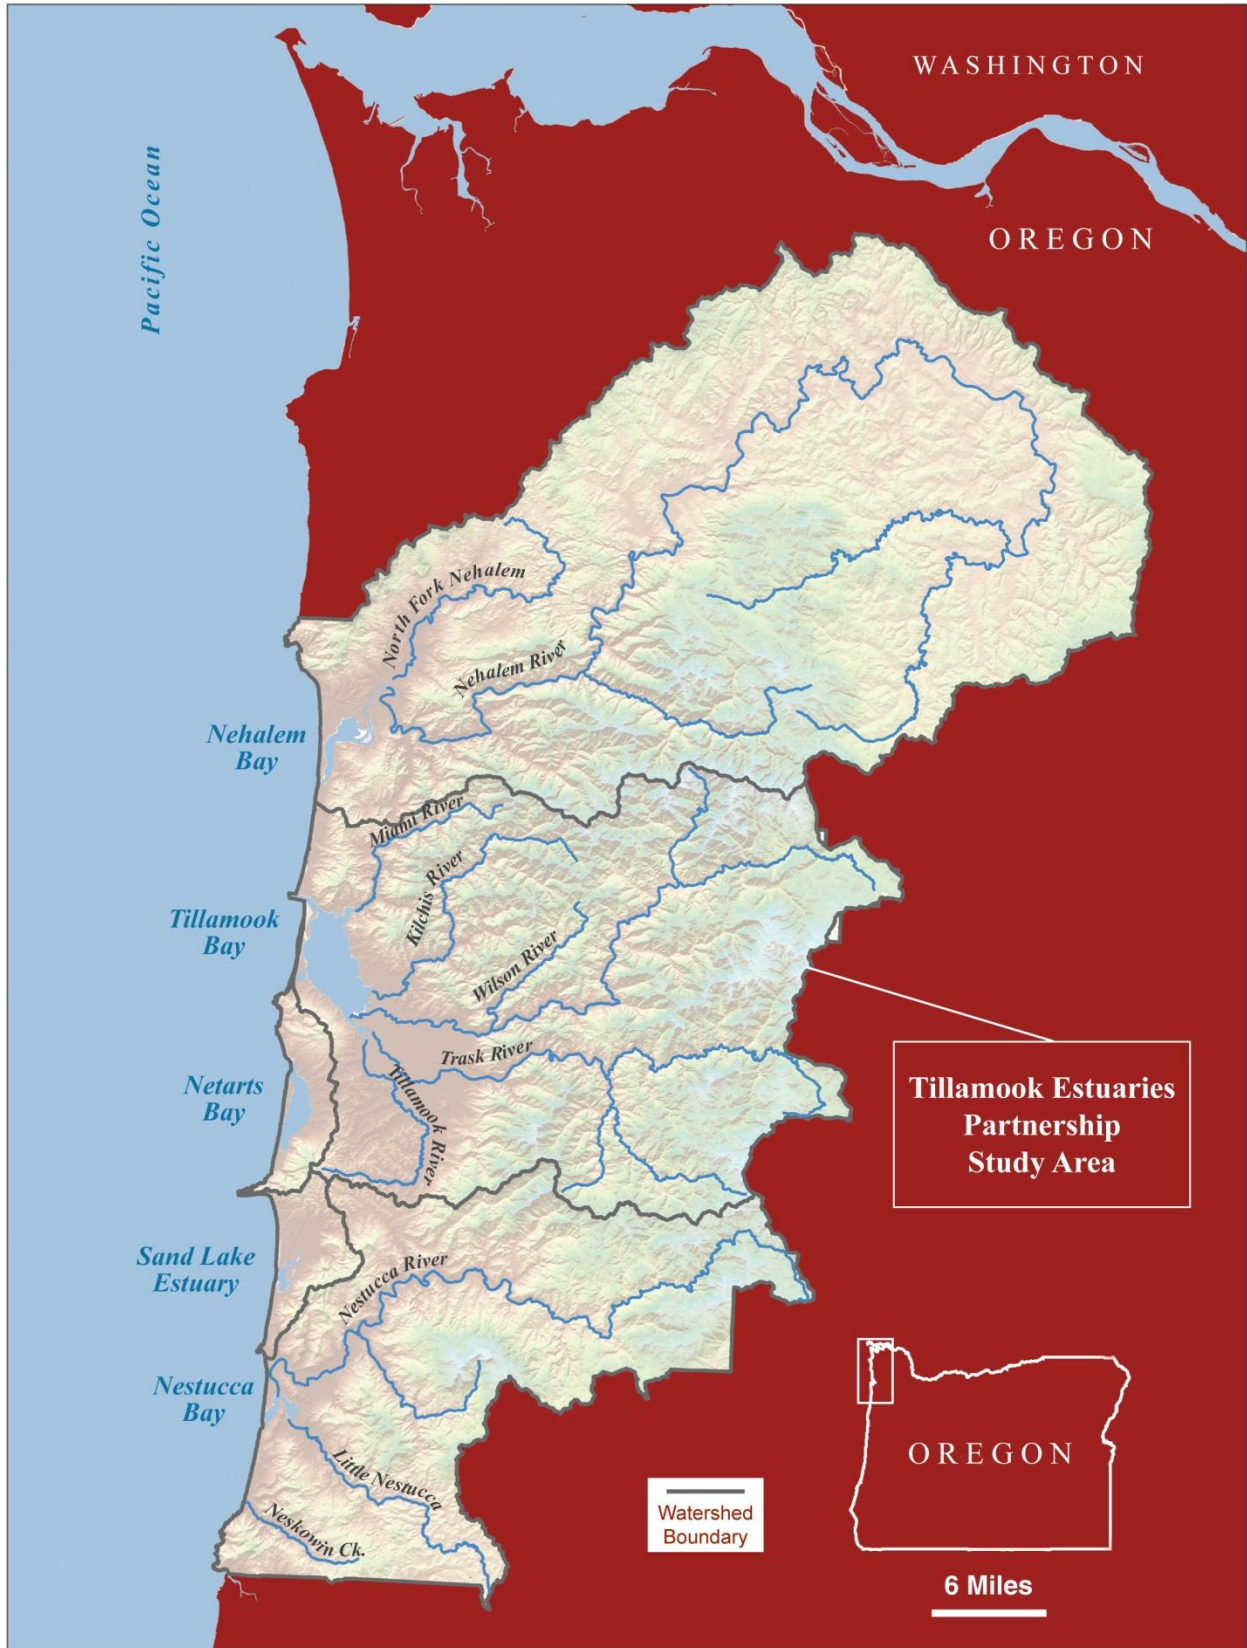 WASHINGTON
OREGON
Pacific Ocean
North Fork Nehalem
Nehalem River
Nehalem
Bay
Miami River
Kilchis River
Tillamook
Bay
Wilson River
Trask River
Tillamook River
Netarts
Bay
Tillamook Estuaries
Partnership
Study Area
Sand Lake
Estuary
Nestucca River
Nestucca
Bay
Little Nestucca
Neskowin Ck.
OREGON
Watershed
Boundary
6 Miles